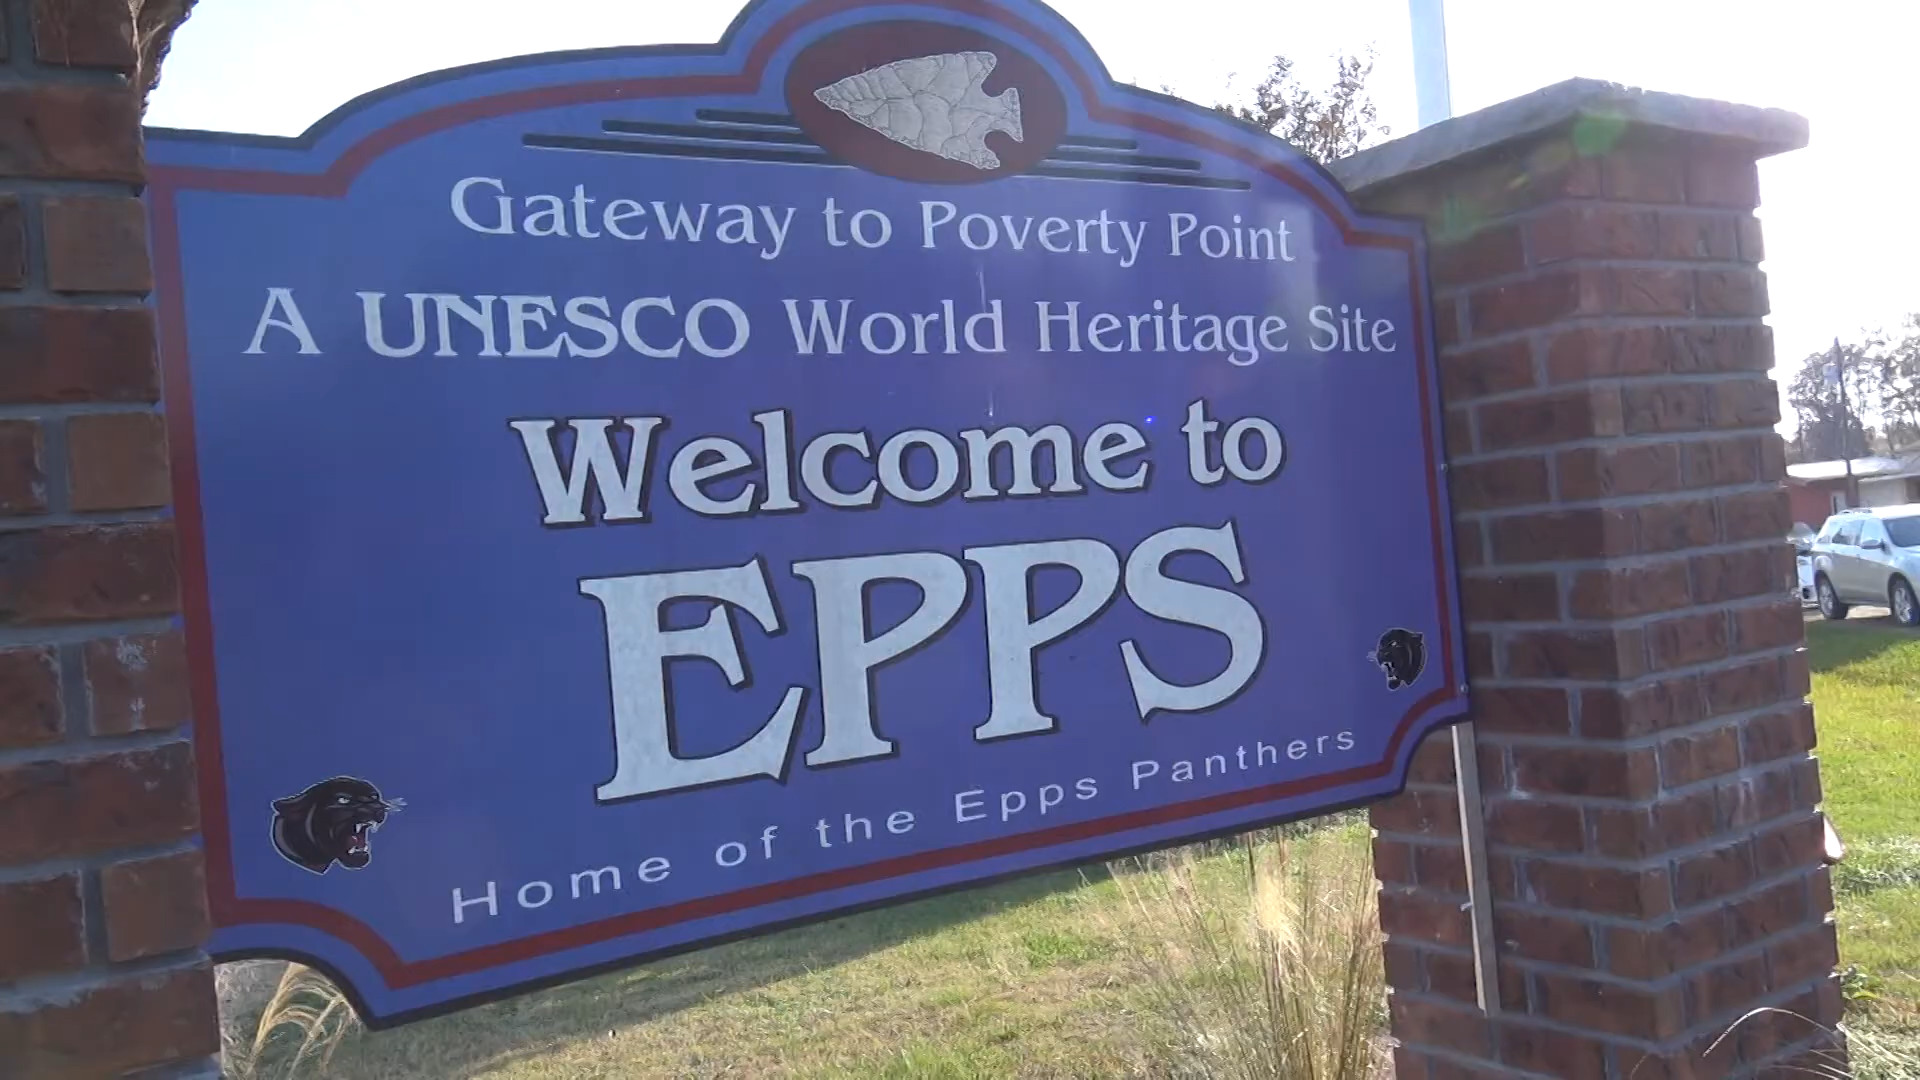 Gateway to Poverty Point
A UNESCO World Heritage Site
Welcome to
EPPS
Home of the Epps Panthers